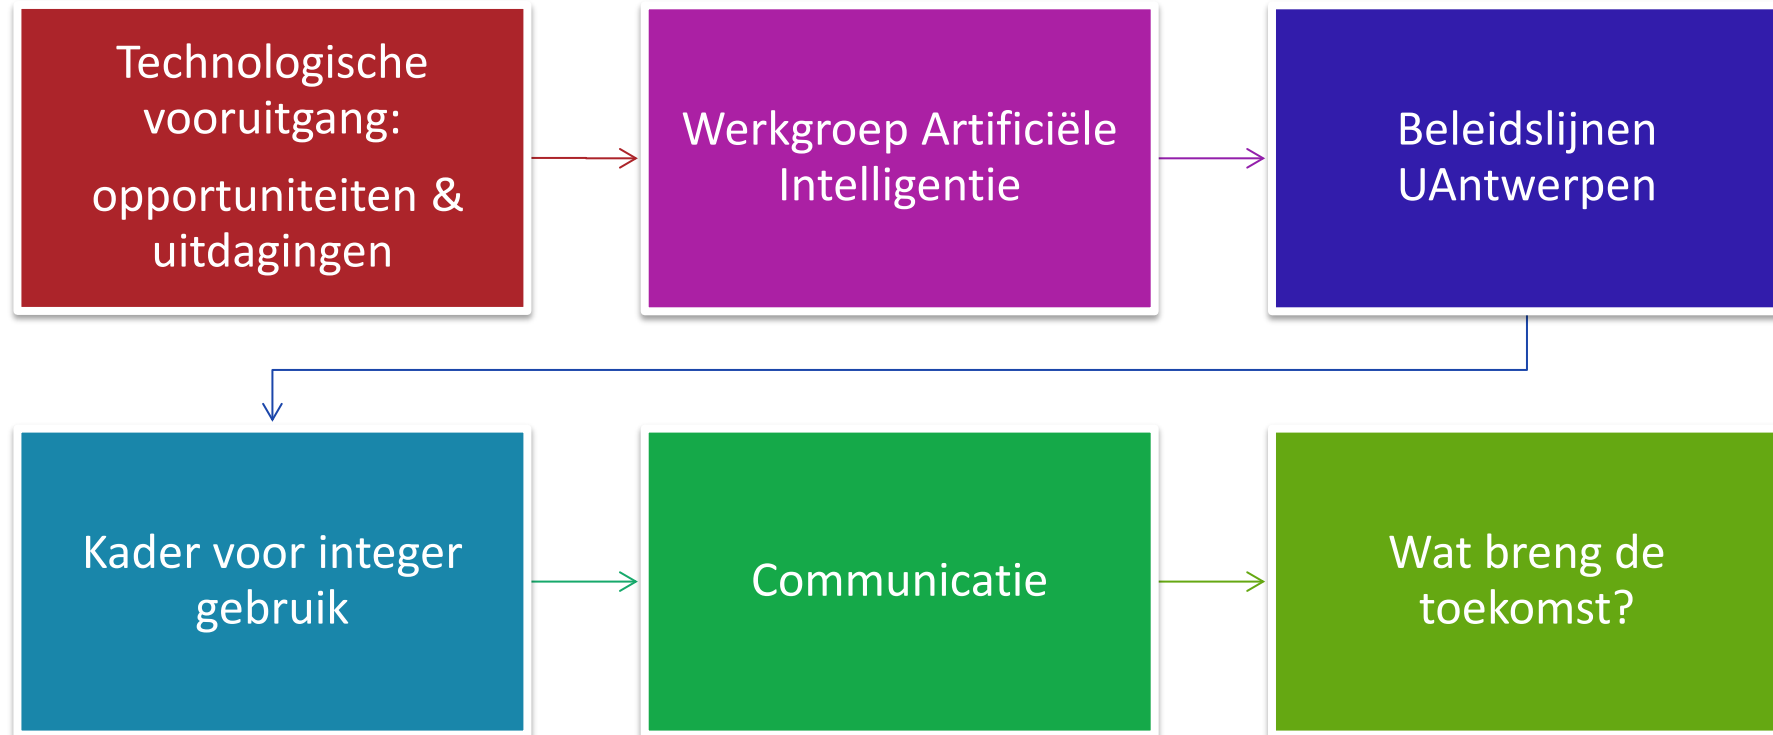 Technologische
vooruitgang:
opportuniteiten &
uitdagingen
Werkgroep Artificiële
Intelligentie
Beleidslijnen
UAntwerpen
Kader voor integer
gebruik
Communicatie
Wat breng de
toekomst?